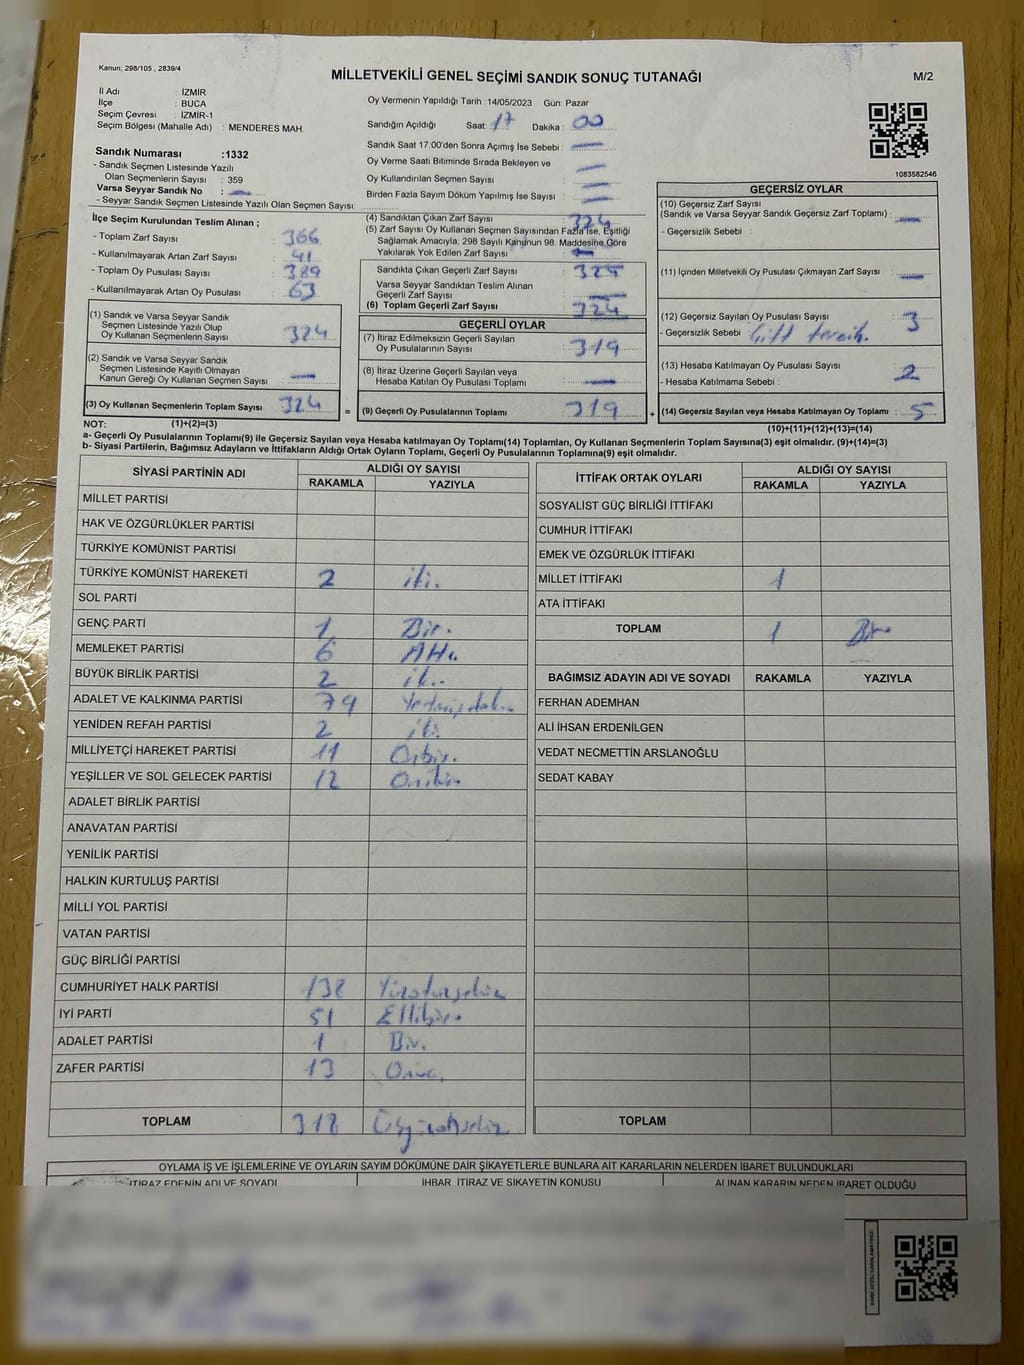 Kanun; 298/105 , 2839/4
MİLLETVEKİLİ GENEL SEÇİMİ SANDIK SONUÇ TUTANAĞI
M/2
İl Adı : İZMİR
İlçe : BUCA
Seçim Çevresi : İZMİR-1
Seçim Bölgesi (Mahalle Adı) : MENDERES MAH.
Oy Vermenin Yapıldığı Tarih :14/05/2023 Gün: Pazar
Sandığın Açıldığı Saat: 17 Dakika : 00
Sandık Saat 17:00'den Sonra Açımış İse Sebebi : —
Oy Verme Saati Bitiminde Sırada Bekleyen ve
Oy Kullandırılan Seçmen Sayısı : —
Birden Fazla Sayım Döküm Yapılmış İse Sayısı : —
1083582546
Sandık Numarası :1332
- Sandık Seçmen Listesinde Yazılı
Olan Seçmenlerin Sayısı : 359
Varsa Seyyar Sandık No : —
- Seyyar Sandık Seçmen Listesinde Yazılı Olan Seçmen Sayısı:
İlçe Seçim Kurulundan Teslim Alınan ;
- Toplam Zarf Sayısı : 366
- Kullanılmayarak Artan Zarf Sayısı : 41
- Toplam Oy Pusulası Sayısı : 389
- Kullanılmayarak Artan Oy Pusulası : 63
(1) Sandık ve Varsa Seyyar Sandık
Seçmen Listesinde Yazılı Olup
Oy Kullanan Seçmenlerin Sayısı : 324
(2) Sandık ve Varsa Seyyar Sandık
Seçmen Listesinde Kayıtlı Olmayan
Kanun Gereği Oy Kullanan Seçmen Sayısı : —
(3) Oy Kullanan Seçmenlerin Toplam Sayısı : 324
(1)+(2)=(3)
(4) Sandıktan Çıkan Zarf Sayısı : 324
(5) Zarf Sayısı Oy Kullanan Seçmen Sayısından Fazla İse, Eşitliği
Sağlamak Amacıyla; 298 Sayılı Kanunun 98. Maddesine Göre
Yakılarak Yok Edilen Zarf Sayısı : —
Sandıkta Çıkan Geçerli Zarf Sayısı : 324
Varsa Seyyar Sandıktan Teslim Alınan
Geçerli Zarf Sayısı : —
(6) Toplam Geçerli Zarf Sayısı : 324
GEÇERLİ OYLAR
(7) İtiraz Edilmeksizin Geçerli Sayılan
Oy Pusulalarının Sayısı : 319
(8) İtiraz Üzerine Geçerli Sayılan veya
Hesaba Katılan Oy Pusulası Toplamı : —
= (9) Geçerli Oy Pusulalarının Toplamı : 319
GEÇERSİZ OYLAR
(10) Geçersiz Zarf Sayısı
(Sandık ve Varsa Seyyar Sandık Geçersiz Zarf Toplamı) : —
- Geçersizlik Sebebi :
(11) İçinden Milletvekili Oy Pusulası Çıkmayan Zarf Sayısı : —
(12) Geçersiz Sayılan Oy Pusulası Sayısı : 3
- Geçersizlik Sebebi : Çift tercih.
(13) Hesaba Katılmayan Oy Pusulası Sayısı : 2
- Hesaba Katılmama Sebebi :
+ (14) Geçersiz Sayılan veya Hesaba Katılmayan Oy Toplamı : 5
(10)+(11)+(12)+(13)=(14)
NOT:
a- Geçerli Oy Pusulalarının Toplamı(9) ile Geçersiz Sayılan veya Hesaba katılmayan Oy Toplamı(14) Toplamları, Oy Kullanan Seçmenlerin Toplam Sayısına(3) eşit olmalıdır. (9)+(14)=(3)
b- Siyasi Partilerin, Bağımsız Adayların ve İttifakların Aldığı Ortak Oyların Toplamı, Geçerli Oy Pusulalarının Toplamına(9) eşit olmalıdır.
SİYASİ PARTİNİN ADI ALDIĞI OY SAYISI
RAKAMLA YAZIYLA
MİLLET PARTİSİ
HAK VE ÖZGÜRLÜKLER PARTİSİ
TÜRKİYE KOMÜNİST PARTİSİ
TÜRKİYE KOMÜNİST HAREKETİ 2 iki.
SOL PARTİ
GENÇ PARTİ 1 Bir.
MEMLEKET PARTİSİ 6 Altı.
BÜYÜK BİRLİK PARTİSİ 2 iki.
ADALET VE KALKINMA PARTİSİ 79 Yetmişdokuz
YENİDEN REFAH PARTİSİ 2 iki.
MİLLİYETÇİ HAREKET PARTİSİ 11 Onbir.
YEŞİLLER VE SOL GELECEK PARTİSİ 12 Oniki.
ADALET BİRLİK PARTİSİ
ANAVATAN PARTİSİ
YENİLİK PARTİSİ
HALKIN KURTULUŞ PARTİSİ
MİLLİ YOL PARTİSİ
VATAN PARTİSİ
GÜÇ BİRLİĞİ PARTİSİ
CUMHURİYET HALK PARTİSİ 138 Yüzotuzsekiz
İYİ PARTİ 51 Ellibir.
ADALET PARTİSİ 1 Bir.
ZAFER PARTİSİ 13 Onüç.
TOPLAM 318 Üçyüzonsekiz
İTTİFAK ORTAK OYLARI ALDIĞI OY SAYISI
RAKAMLA YAZIYLA
SOSYALİST GÜÇ BİRLİĞİ İTTİFAKI
CUMHUR İTTİFAKI
EMEK VE ÖZGÜRLÜK İTTİFAKI
MİLLET İTTİFAKI 1
ATA İTTİFAKI
TOPLAM 1 Bir
BAĞIMSIZ ADAYIN ADI VE SOYADI RAKAMLA YAZIYLA
FERHAN ADEMHAN
ALİ İHSAN ERDENİLGEN
VEDAT NECMETTİN ARSLANOĞLU
SEDAT KABAY
TOPLAM
OYLAMA İŞ VE İŞLEMLERİNE VE OYLARIN SAYIM DÖKÜMÜNE DAİR ŞİKAYETLERLE BUNLARA AİT KARARLARIN NELERDEN İBARET BULUNDUKLARI
İTİRAZ EDENİN ADI VE SOYADI İHBAR, İTİRAZ VE ŞİKAYETİN KONUSU ALINAN KARARIN NEDEN İBARET OLDUĞU